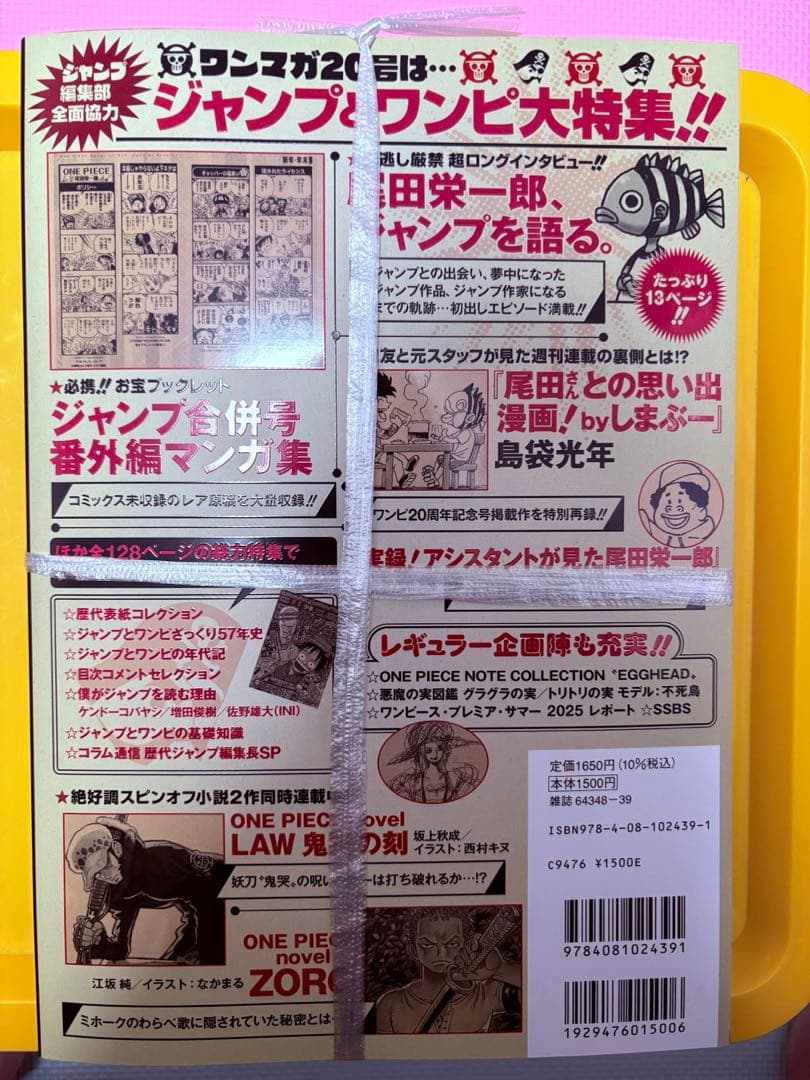 ジャンプ
編集部
全面協力
ワンマガ20号は…
ジャンプとワンピ大特集!!
ONE PIECE
逃し厳禁 超ロングインタビュー!!
尾田栄一郎、
ジャンプを語る。
ジャンプとの出会い、夢中になった
ジャンプ作品、ジャンプ作家になる
までの軌跡…初出しエピソード満載!!
たっぷり
13ページ
!!
★必携!! お宝ブックレット
ジャンプ合併号
番外編マンガ集
コミックス未収録のレア原稿を大量収録!!
友と元スタッフが見た週刊連載の裏側とは!?
『尾田さんとの思い出
漫画!byしまぶー』
島袋光年
ワンピ20周年記念号掲載作を特別再録!!
実録!アシスタントが見た尾田栄一郎』
ほか全128ページの総力特集で
☆歴代表紙コレクション
☆ジャンプとワンピざっくり57年史
☆ジャンプとワンピの年代記
☆目次コメントセレクション
☆僕がジャンプを読む理由
ケンドーコバヤシ/増田俊樹/佐野雄大(INI)
☆ジャンプとワンピの基礎知識
☆コラム通信 歴代ジャンプ編集長SP
レギュラー企画陣も充実!!
☆ONE PIECE NOTE COLLECTION “EGGHEAD”
☆悪魔の実図鑑 グラグラの実/トリトリの実 モデル:不死鳥
☆ワンピース・プレミア・サマー 2025 レポート ☆SSBS
★絶好調スピンオフ小説2作同時連載中
ONE PIECE novel
LAW 鬼哭の刻
坂上秋成/
イラスト:西村キヌ
妖刀“鬼哭”の呪い
は打ち破れるか…!?
ONE PIECE
novel
ZORO
江坂 純/イラスト:なかまる
ミホークのわらべ歌に隠されていた秘密とは
定価1650円(10%税込)
本体1500円
雑誌 64348-39
ISBN978-4-08-102439-1
C9476 ¥1500E
9784081024391
1929476015006